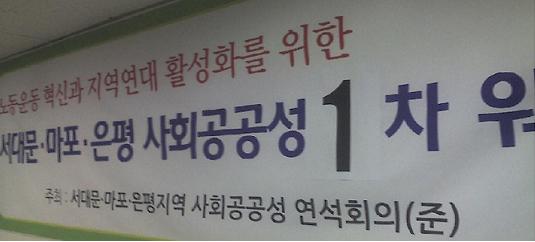 노동운동 혁신과 지역연대 활성화를 위한
서대문·마포·은평 사회공공성 1차
주최 : 서대문·마포·은평지역 사회공공성 연석회의(준)